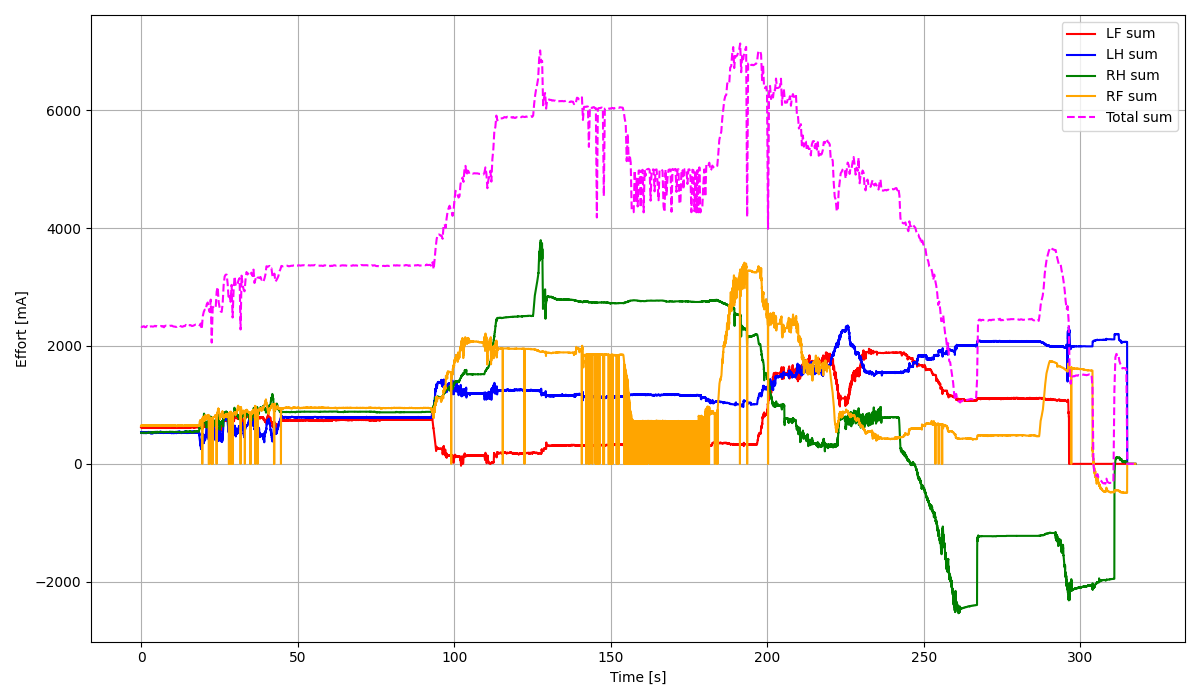 LF sum
LH sum
RH sum
RF sum
Total sum
Effort [mA]
6000
4000
2000
0
−2000
0
50
100
150
200
250
300
Time [s]